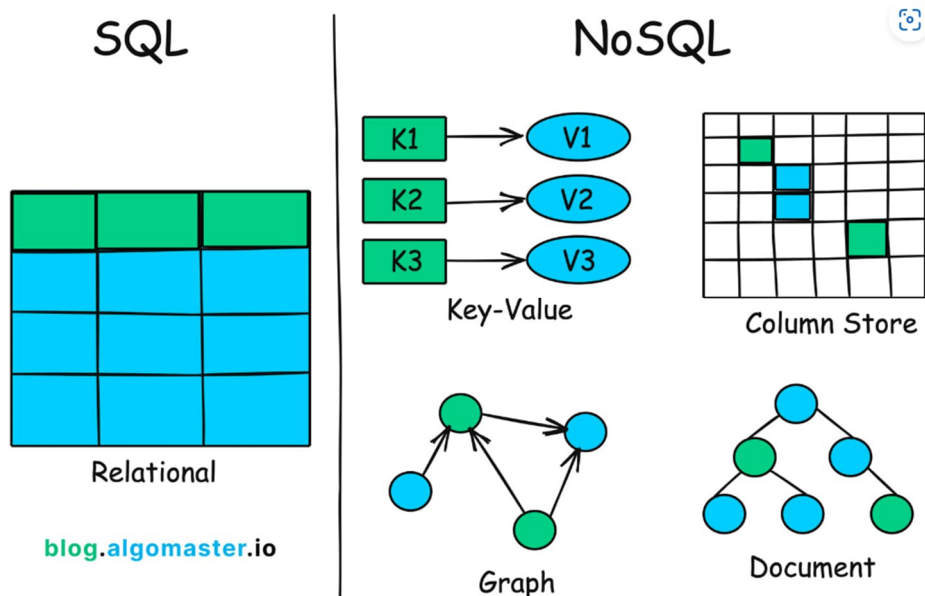 SQL
NoSQL
Relational
blog.algomaster.io
K1
V1
K2
V2
K3
V3
Key-Value
Column Store
Graph
Document